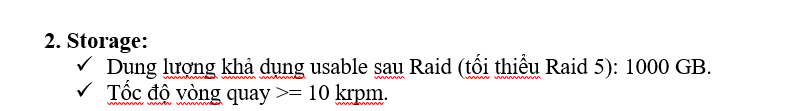 2. Storage:
✓ Dung lượng khả dụng usable sau Raid (tối thiểu Raid 5): 1000 GB.
✓ Tốc độ vòng quay >= 10 krpm.